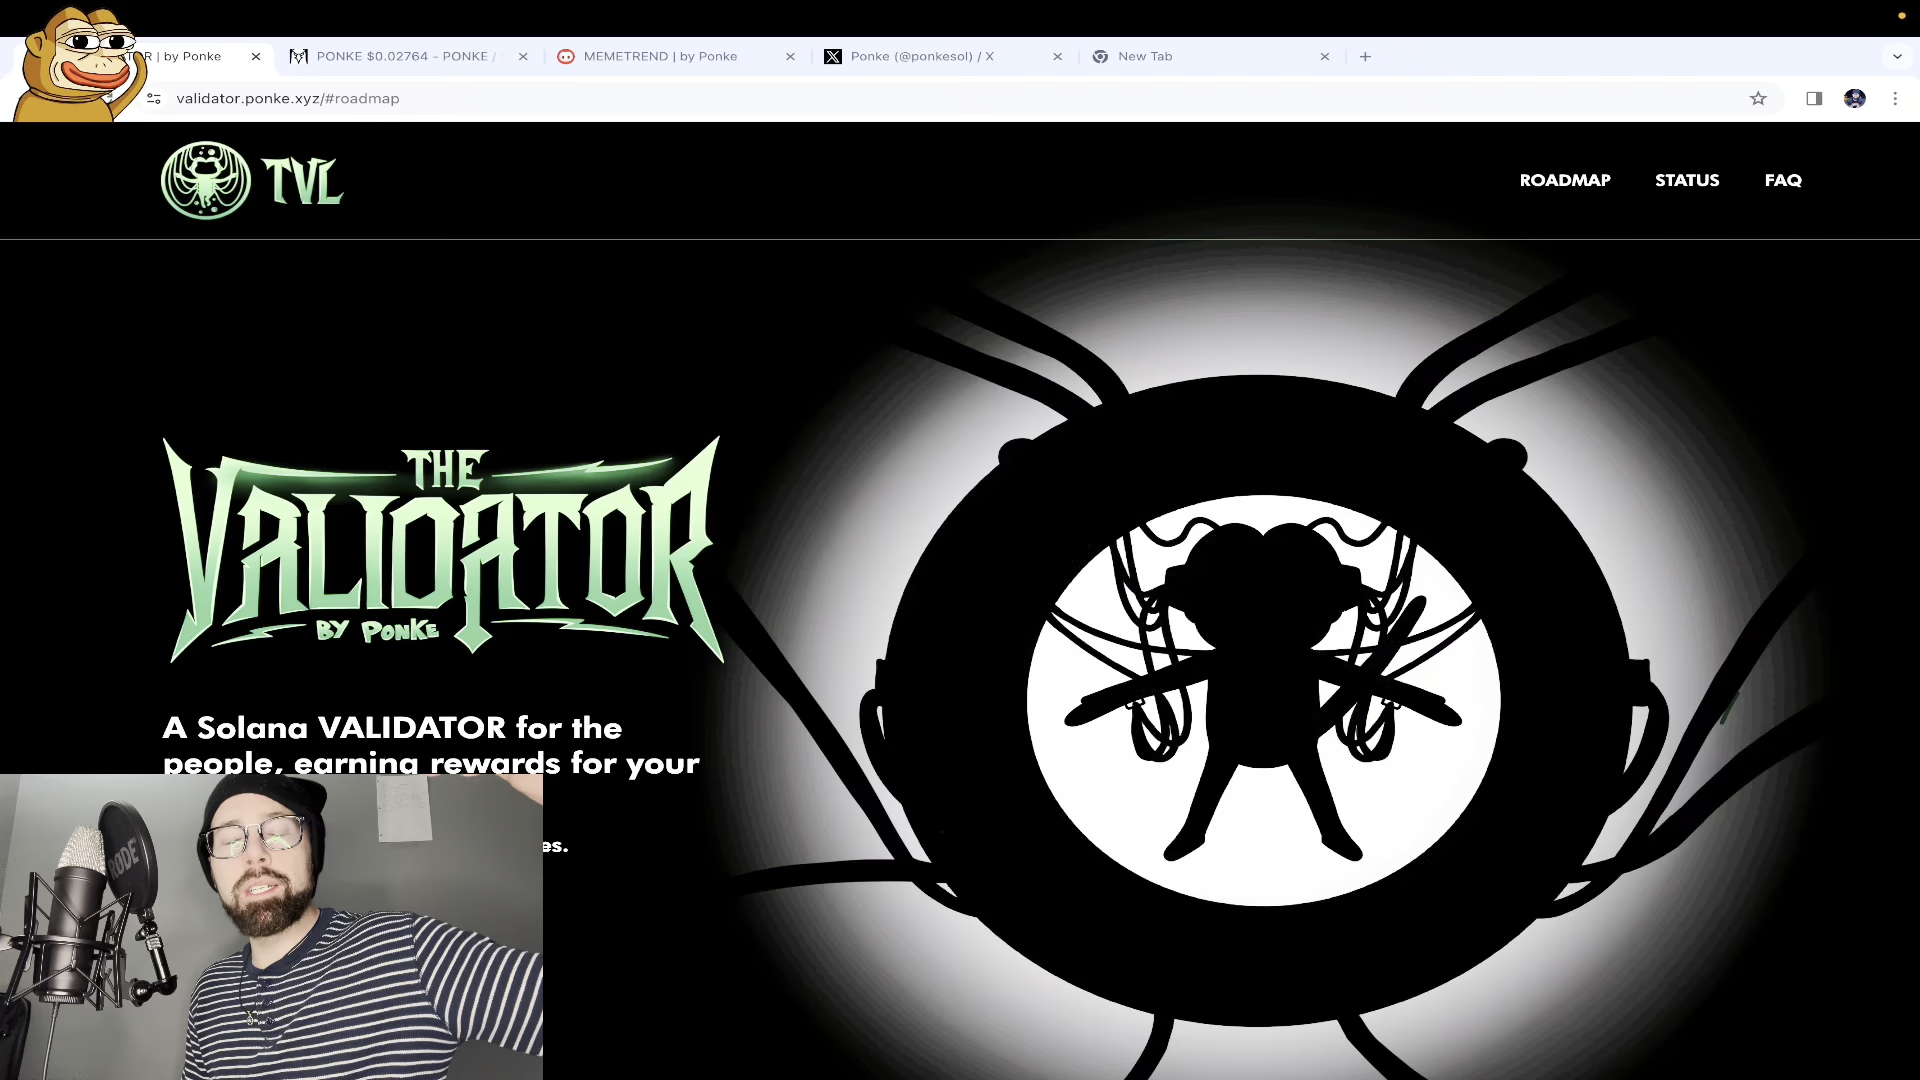 TOR | by Ponke
PONKE $0.02764 – PONKE /
MEMETREND | by Ponke
Ponke (@ponkesol) / X
New Tab
validator.ponke.xyz/#roadmap
TVL
ROADMAP
STATUS
FAQ
THE
VALIDATOR
BY PONKE
A Solana VALIDATOR for the
people, earning rewards for your
es.
RODE